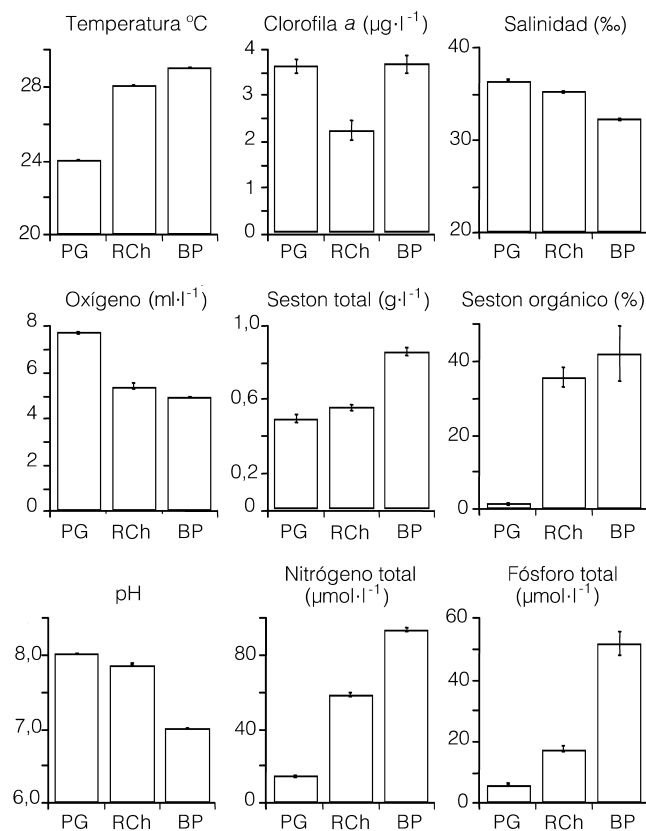 Temperatura ºC
28
24
20
PG RCh BP
Clorofila a (µg·l⁻¹)
4
3
2
1
0
PG RCh BP
Salinidad (‰)
40
30
20
PG RCh BP
Oxígeno (ml·l⁻¹)
8
6
4
2
0
PG RCh BP
Seston total (g·l⁻¹)
1,0
0,6
0,2
0
PG RCh BP
Seston orgánico (%)
40
20
0
PG RCh BP
pH
8,0
7,0
6,0
PG RCh BP
Nitrógeno total
(µmol·l⁻¹)
80
40
0
PG RCh BP
Fósforo total
(µmol·l⁻¹)
60
40
20
0
PG RCh BP